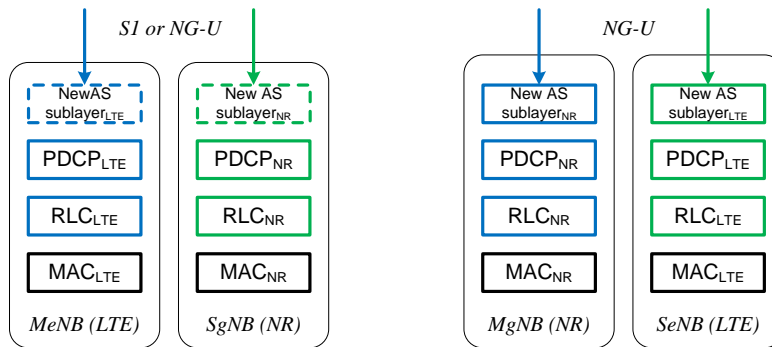 S1 or NG-U
NewAS
sublayerLTE
PDCPLTE
RLCLTE
MACLTE
MeNB (LTE)
New AS
sublayerNR
PDCPNR
RLCNR
MACNR
SgNB (NR)
NG-U
New AS
sublayerNR
PDCPNR
RLCNR
MACNR
MgNB (NR)
New AS
sublayerLTE
PDCPLTE
RLCLTE
MACLTE
SeNB (LTE)